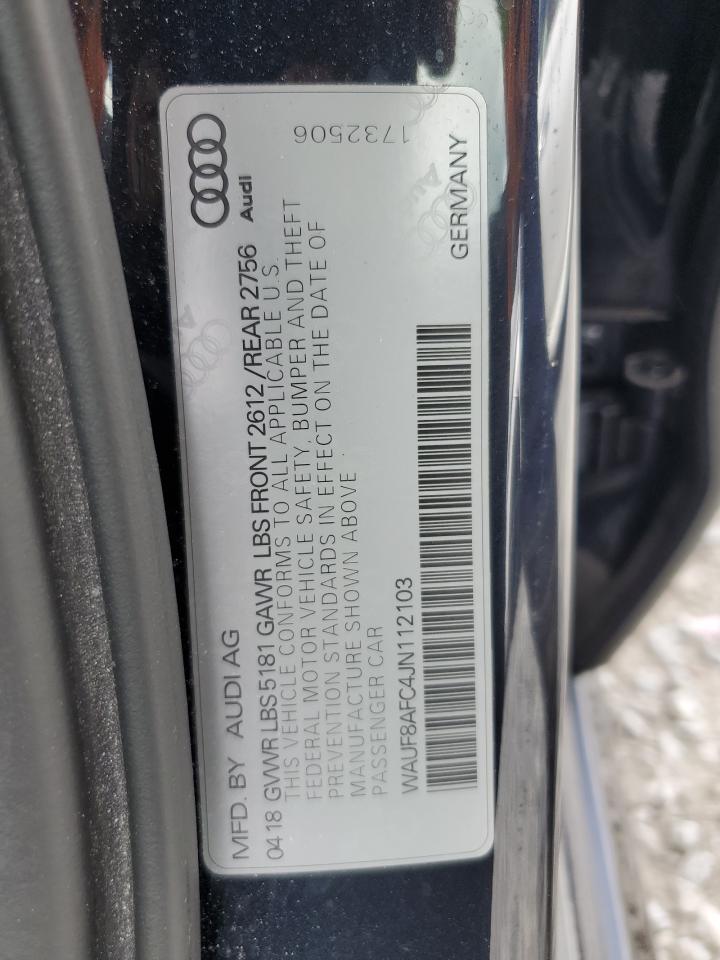 MFD. BY AUDI AG
Audi
0418 GVWR LBS 5181 GAWR LBS FRONT 2612 /REAR 2756
THIS VEHICLE CONFORMS TO ALL APPLICABLE U.S.
FEDERAL MOTOR VEHICLE SAFETY, BUMPER AND THEFT
PREVENTION STANDARDS IN EFFECT ON THE DATE OF
MANUFACTURE SHOWN ABOVE
PASSENGER CAR
1732506
WAUF8AFC4JN112103
GERMANY